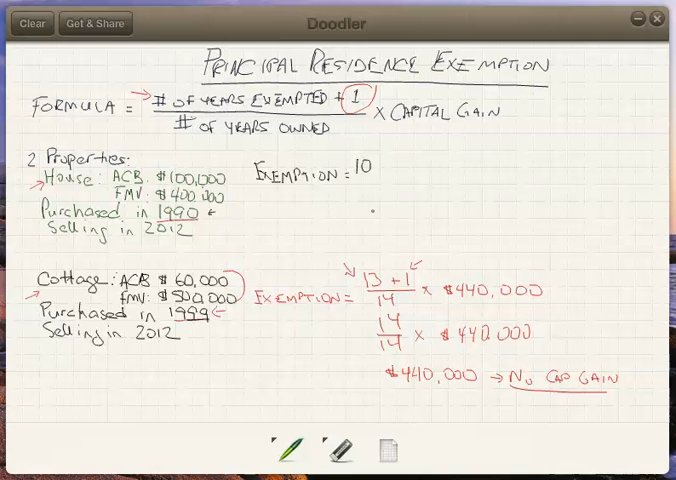 Clear
Get & Share
Doodler
PRINCIPAL RESIDENCE EXEMPTION
FORMULA = # OF YEARS EXEMPTED + 1 × CAPITAL GAIN
# OF YEARS OWNED
2 Properties:
House: ACB $100,000
FMV: $400,000
Purchased in 1990
Selling in 2012
EXEMPTION = 10
Cottage: ACB $60,000
FMV: $500,000
Purchased in 1999
Selling in 2012
EXEMPTION = 13 + 1 × $440,000
14
14 × $440,000
14
$440,000 → NO CAP GAIN